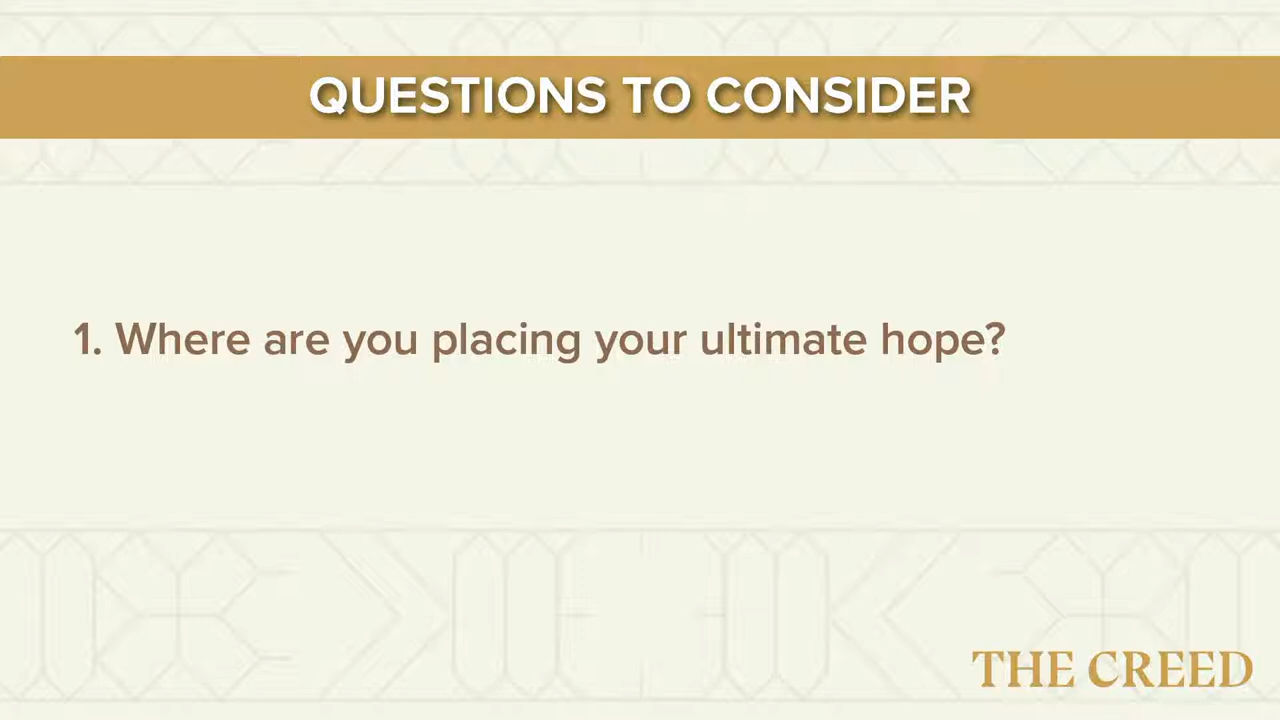 QUESTIONS TO CONSIDER
1. Where are you placing your ultimate hope?
THE CREED